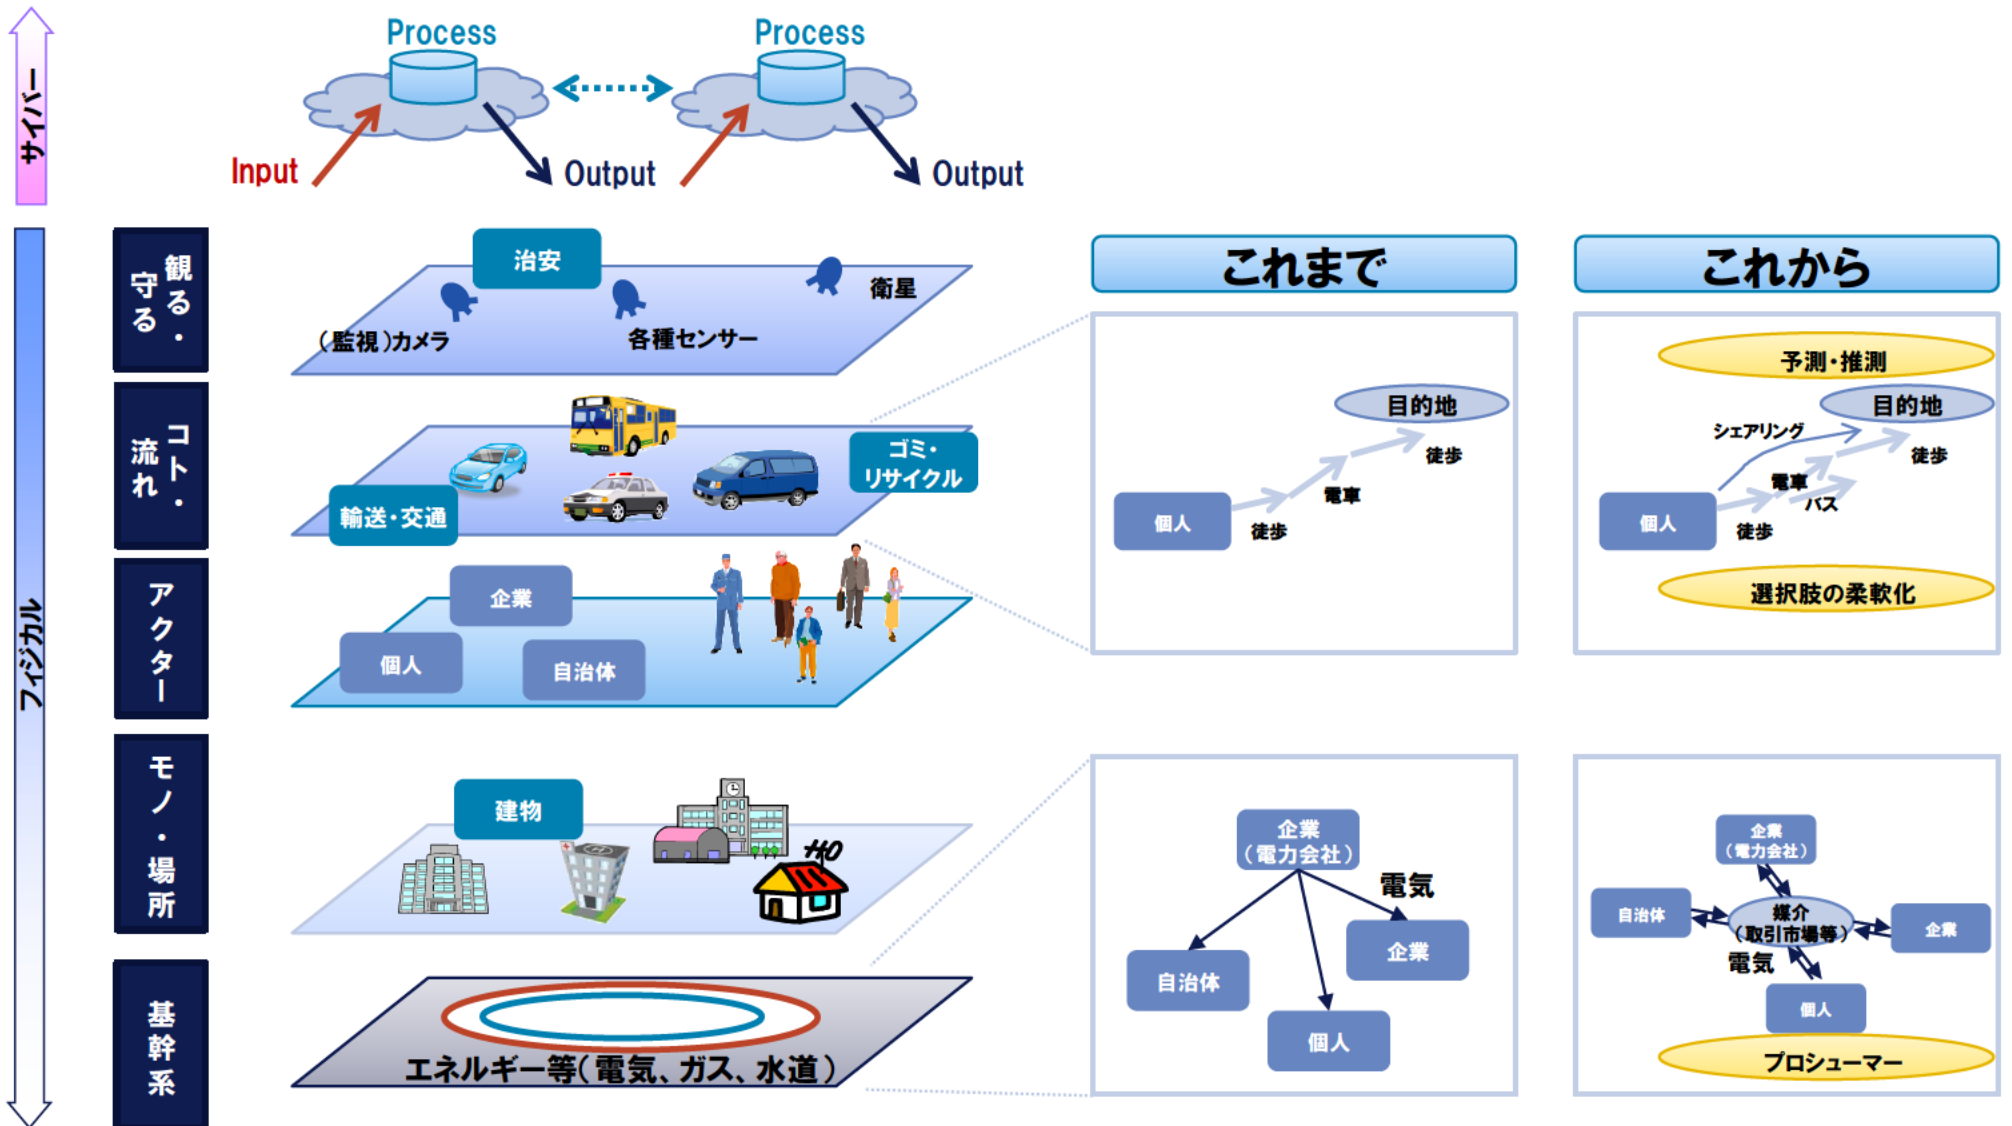 サイバー
フィジカル
Process
Process
Input
Output
Output
観る・
守る
治安
(監視)カメラ
各種センサー
衛星
コト・
流れ
輸送・交通
ゴミ・
リサイクル
アクター
企業
個人
自治体
モノ・場所
建物
基幹系
エネルギー等(電気、ガス、水道)
これまで
目的地
徒歩
電車
徒歩
個人
企業
(電力会社)
電気
企業
自治体
個人
これから
予測・推測
目的地
シェアリング
徒歩
電車
バス
徒歩
個人
選択肢の柔軟化
企業
(電力会社)
自治体
媒介
(取引市場等)
企業
電気
個人
プロシューマー